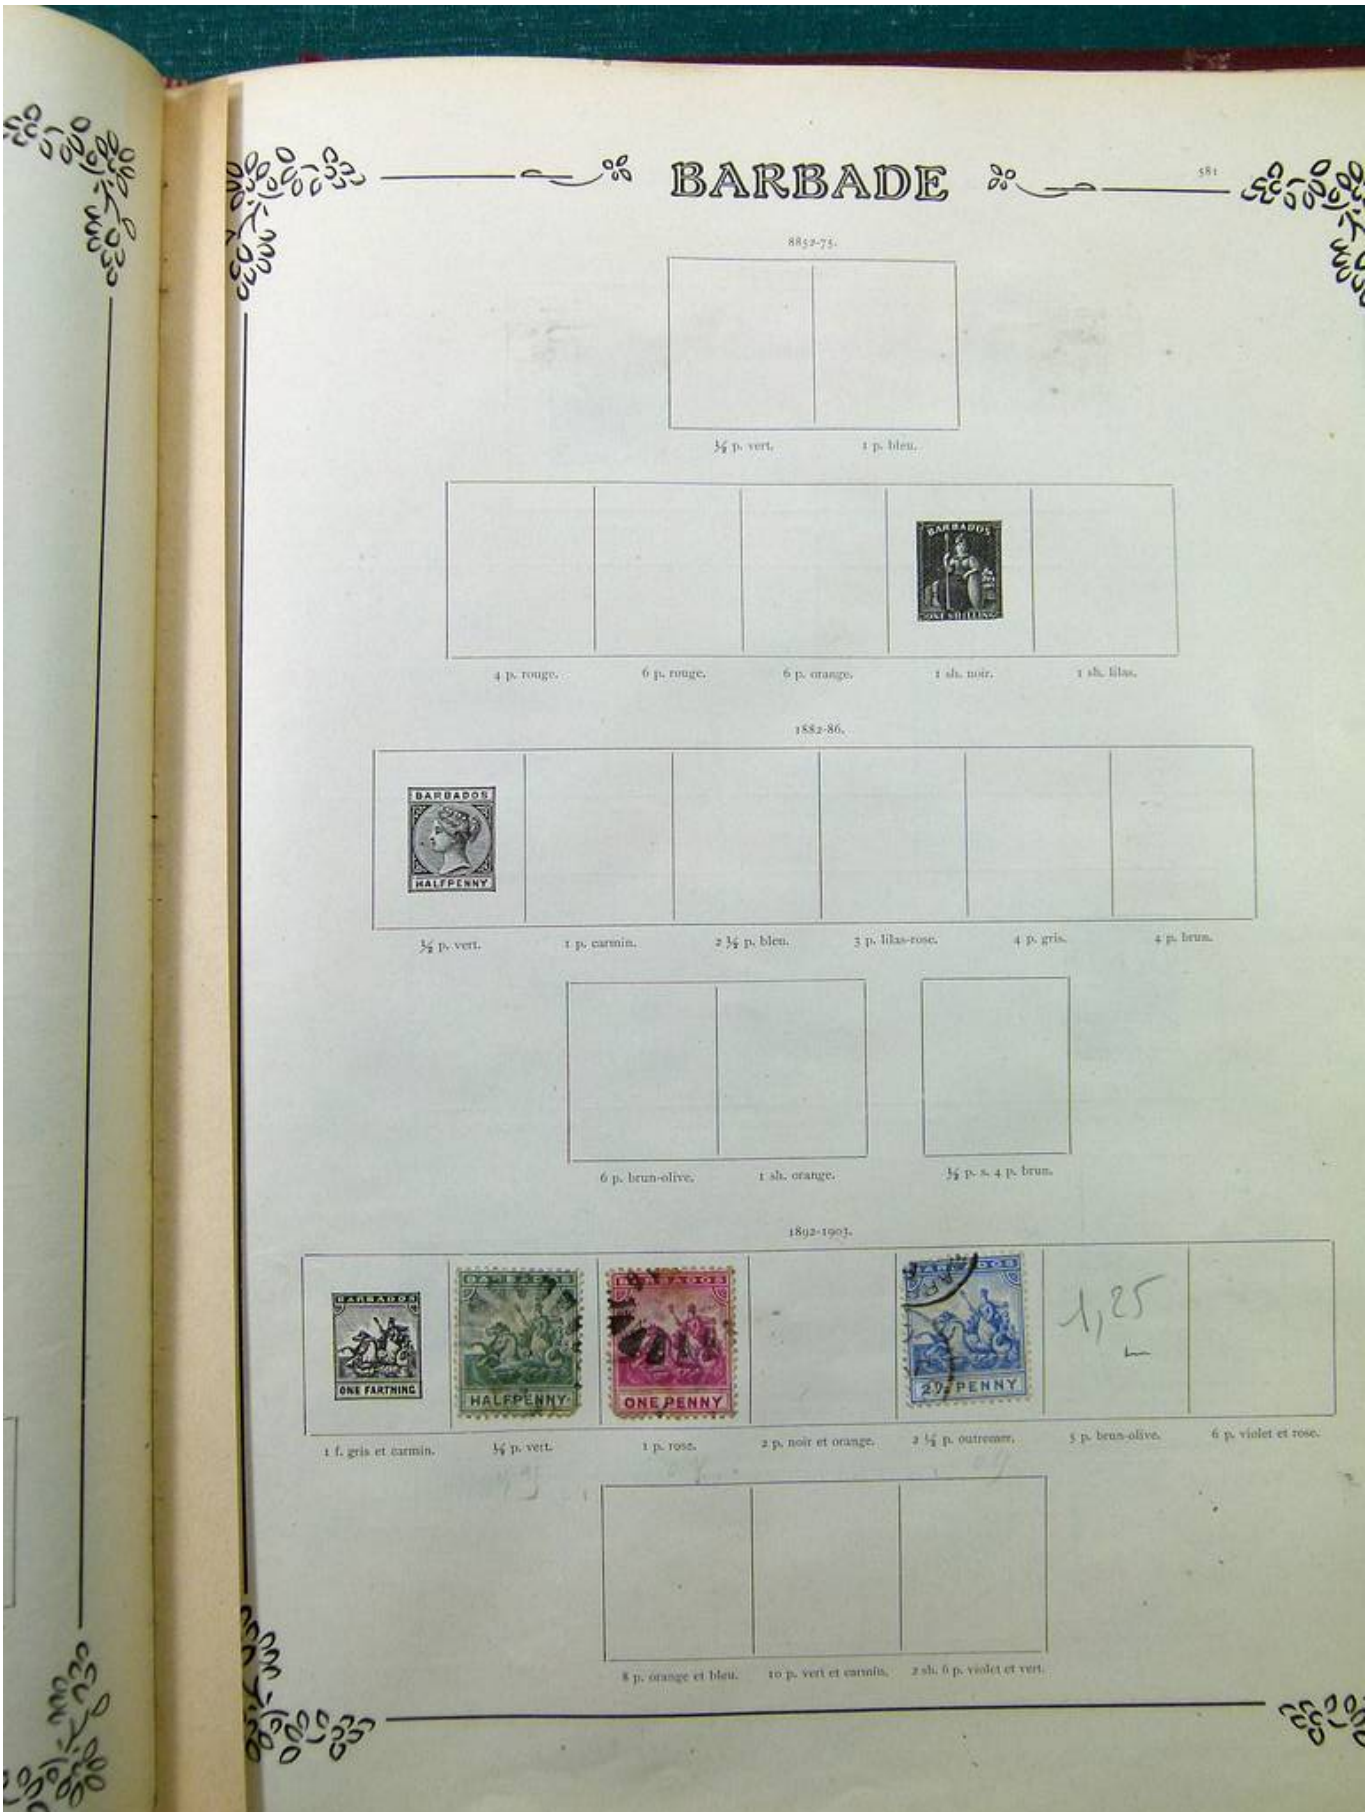 BARBADE
581
8852-75.
½ p. vert. 1 p. bleu.
BARBADOS
ONE SHILLING
4 p. rouge. 6 p. rouge. 6 p. orange. 1 sh. noir. 1 sh. lilas.
1882-86.
BARBADOS
HALFPENNY
½ p. vert. 1 p. carmin. 2 ½ p. bleu. 3 p. lilas-rose. 4 p. gris. 4 p. brun.
6 p. brun-olive. 1 sh. orange. ½ p. s. 4 p. brun.
1892-1903.
BARBADOS
ONE FARTHING
BARBADOS
HALFPENNY
BARBADOS
ONE PENNY
BARBADOS
2½ PENNY
1,25
1 f. gris et carmin. ½ p. vert. 1 p. rose. 2 p. noir et orange. 2 ½ p. outremer. 5 p. brun-olive. 6 p. violet et rose.
8 p. orange et bleu. 10 p. vert et carmin. 2 sh. 6 p. violet et vert.